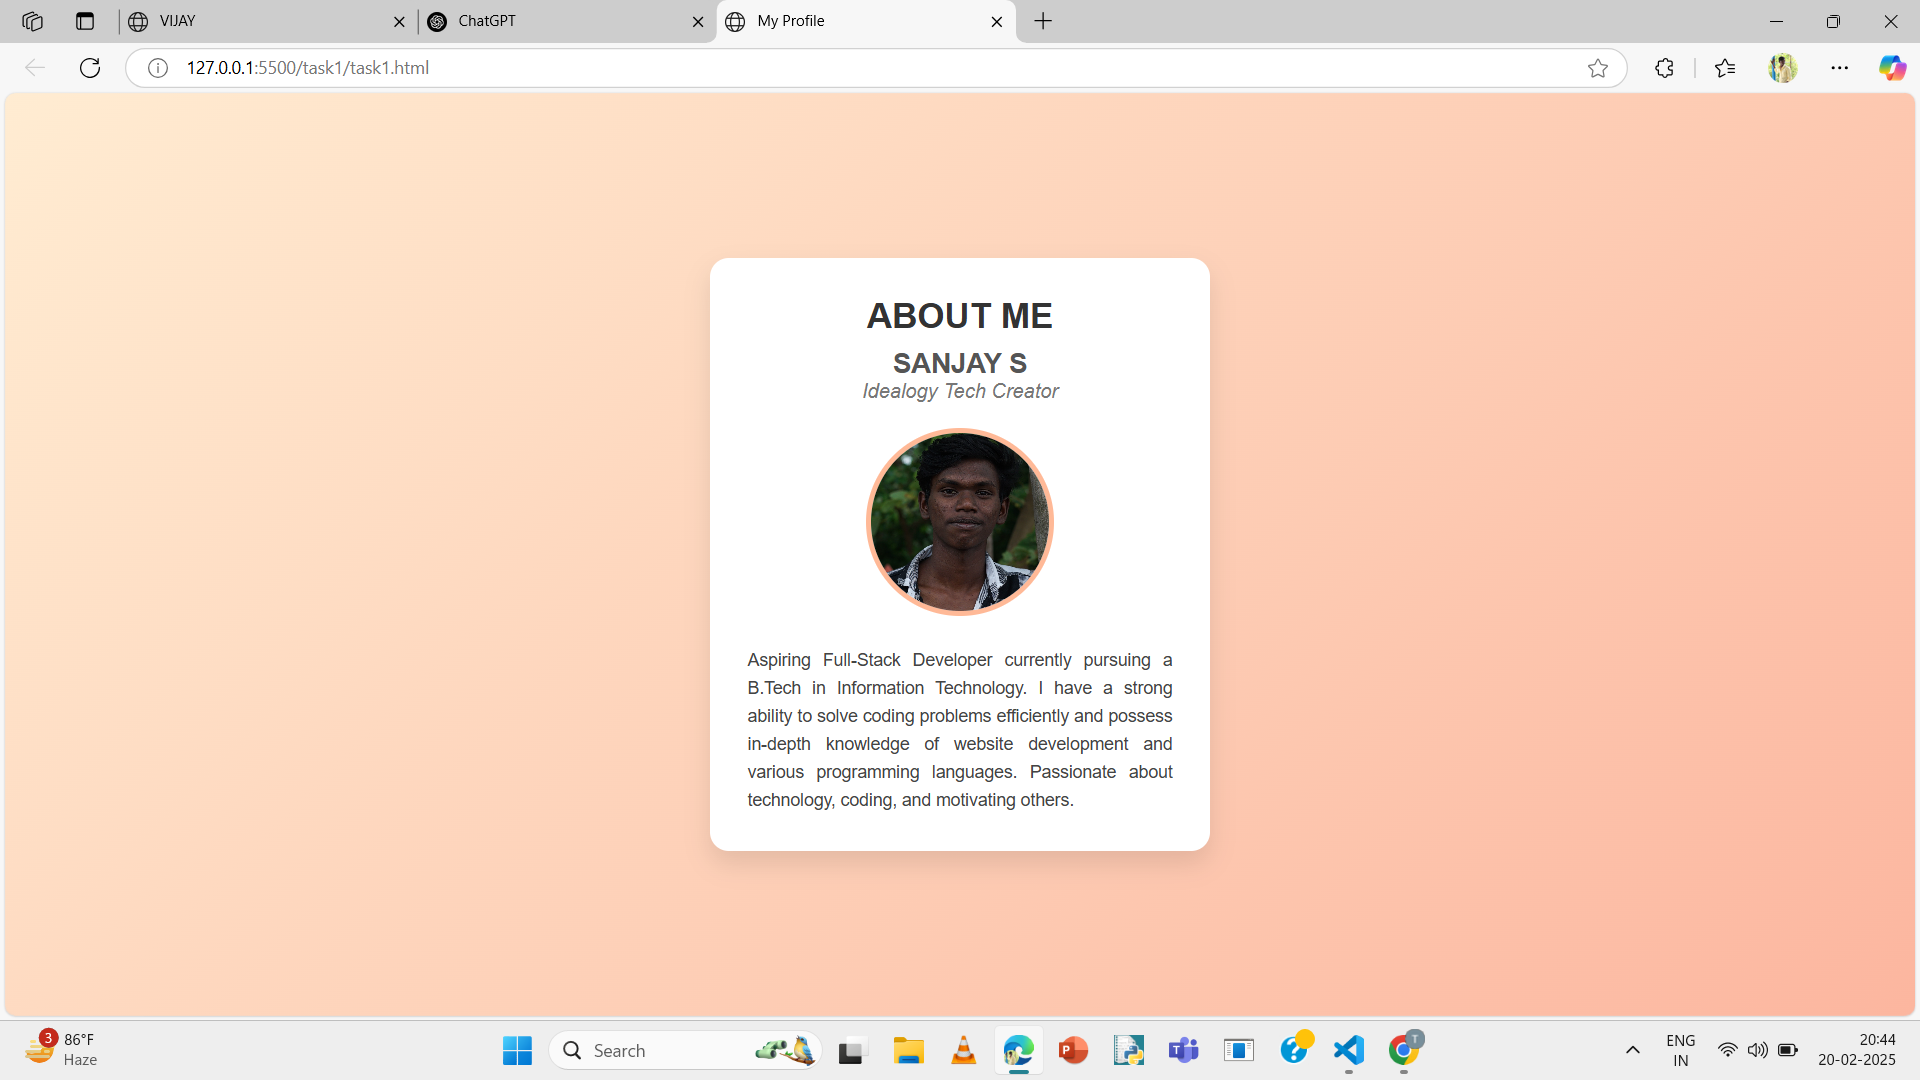 VIJAY
ChatGPT
My Profile
127.0.0.1:5500/task1/task1.html
ABOUT ME
SANJAY S
Idealogy Tech Creator
Aspiring Full-Stack Developer currently pursuing a
B.Tech in Information Technology. I have a strong
ability to solve coding problems efficiently and possess
in-depth knowledge of website development and
various programming languages. Passionate about
technology, coding, and motivating others.
3
86°F
Haze
Search
P
T
T
ENG
IN
20:44
20-02-2025